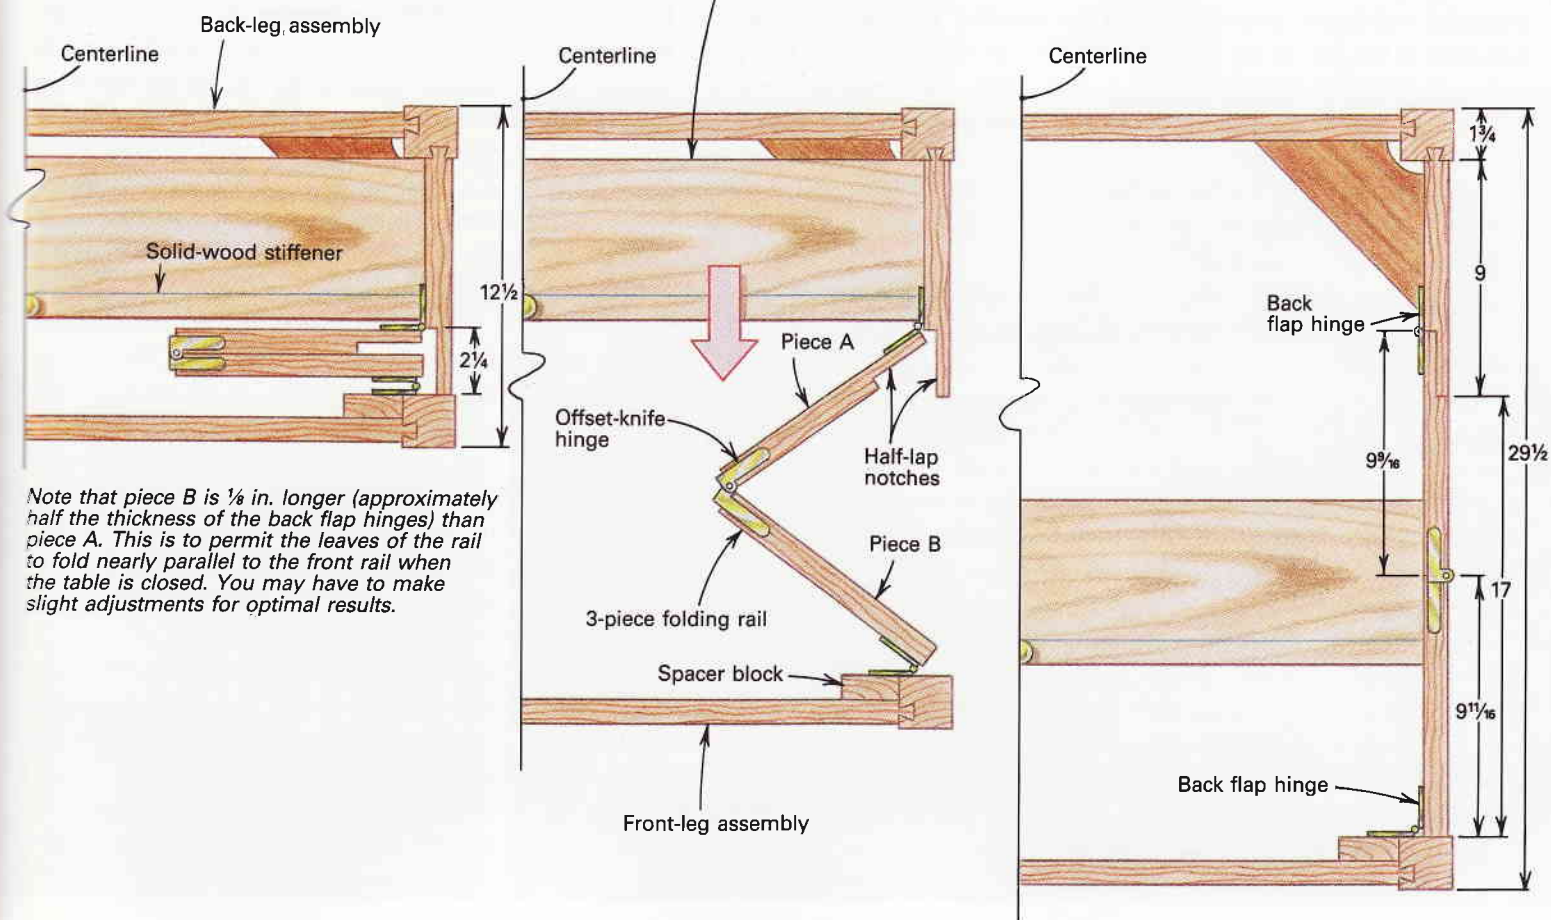 Back-leg assembly
Centerline
Centerline
Centerline
1¾
Solid-wood stiffener
12½
9
Back
flap hinge
2¼
Piece A
Offset-knife
hinge
Half-lap
notches
9⁹⁄₁₆
29½
Note that piece B is ⅛ in. longer (approximately
half the thickness of the back flap hinges) than
piece A. This is to permit the leaves of the rail
to fold nearly parallel to the front rail when
the table is closed. You may have to make
slight adjustments for optimal results.
Piece B
17
3-piece folding rail
Spacer block
9¹¹⁄₁₆
Back flap hinge
Front-leg assembly